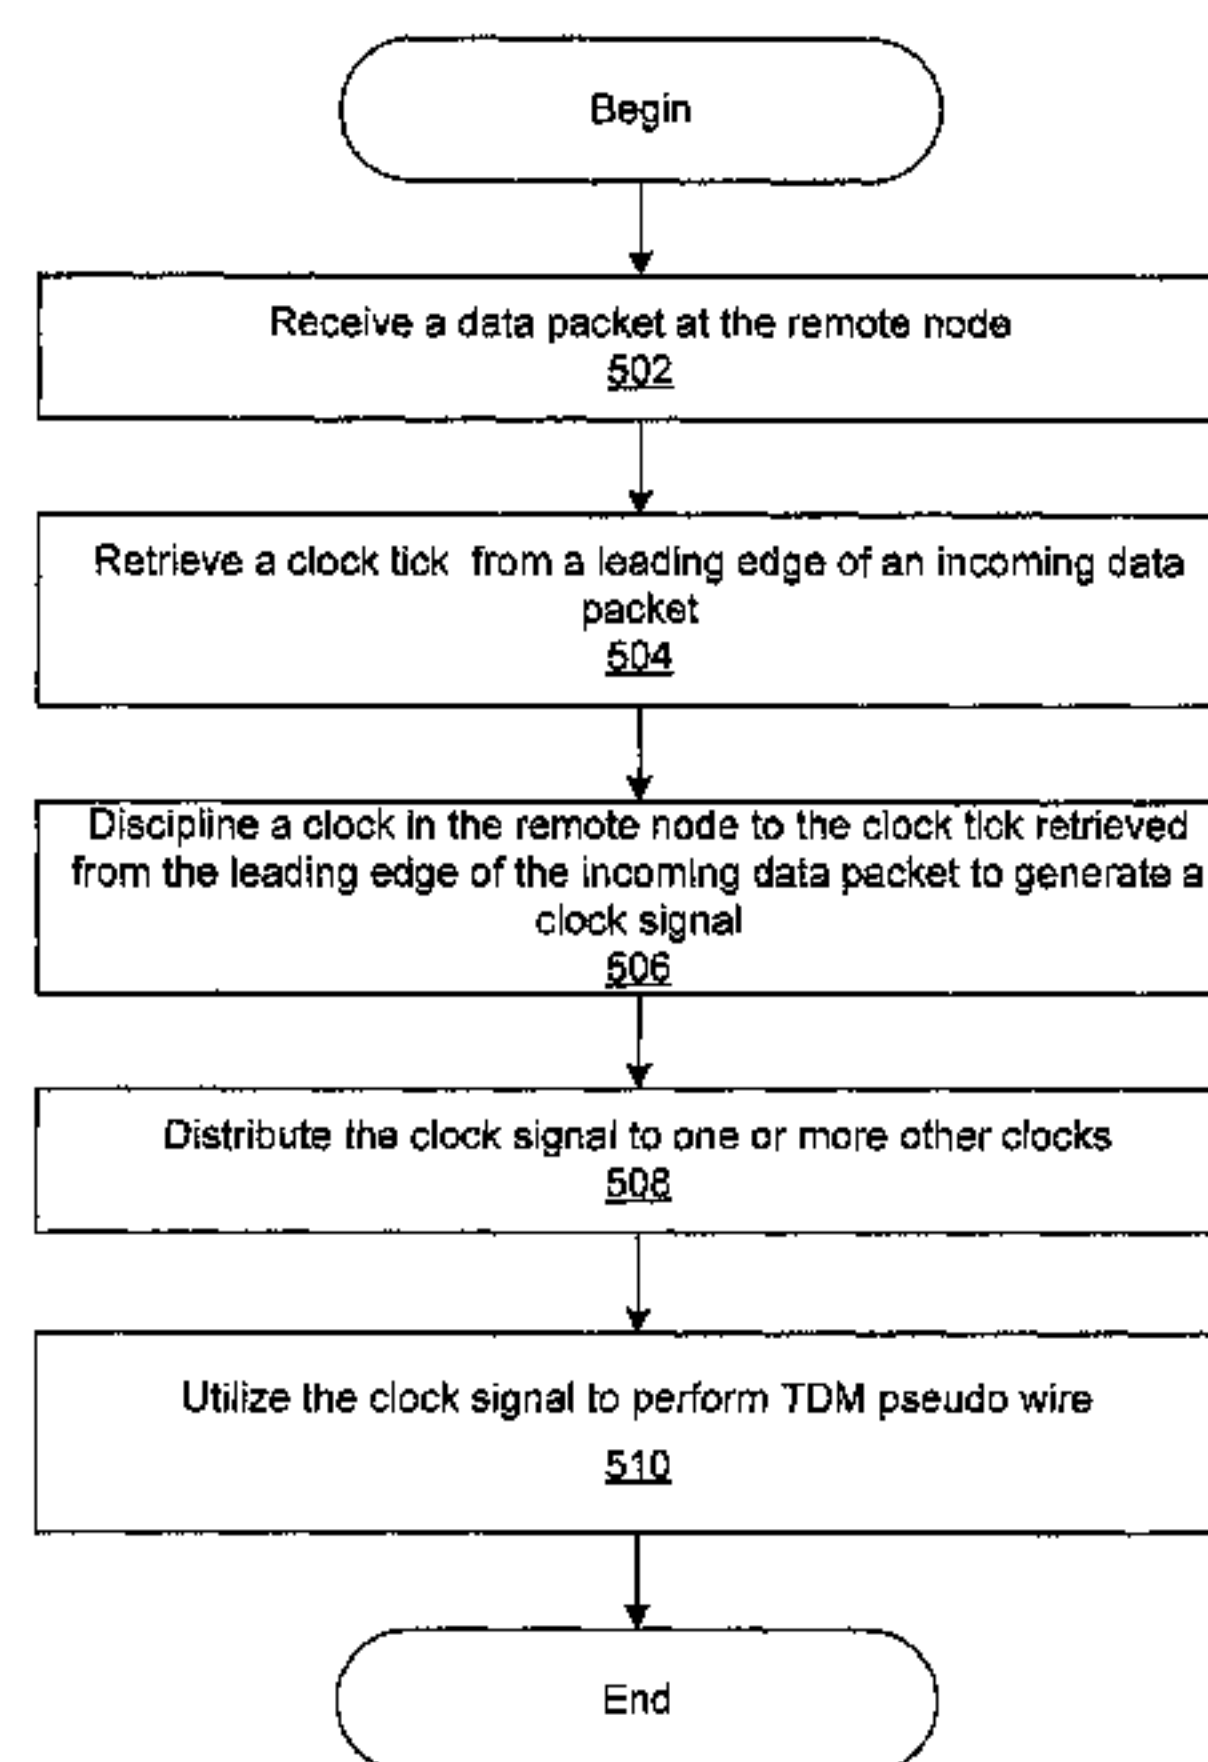 Begin
Receive a data packet at the remote node
502
Retrieve a clock tick from a leading edge of an incoming data
packet
504
Discipline a clock in the remote node to the clock tick retrieved
from the leading edge of the incoming data packet to generate a
clock signal
506
Distribute the clock signal to one or more other clocks
508
Utilize the clock signal to perform TDM pseudo wire
510
End